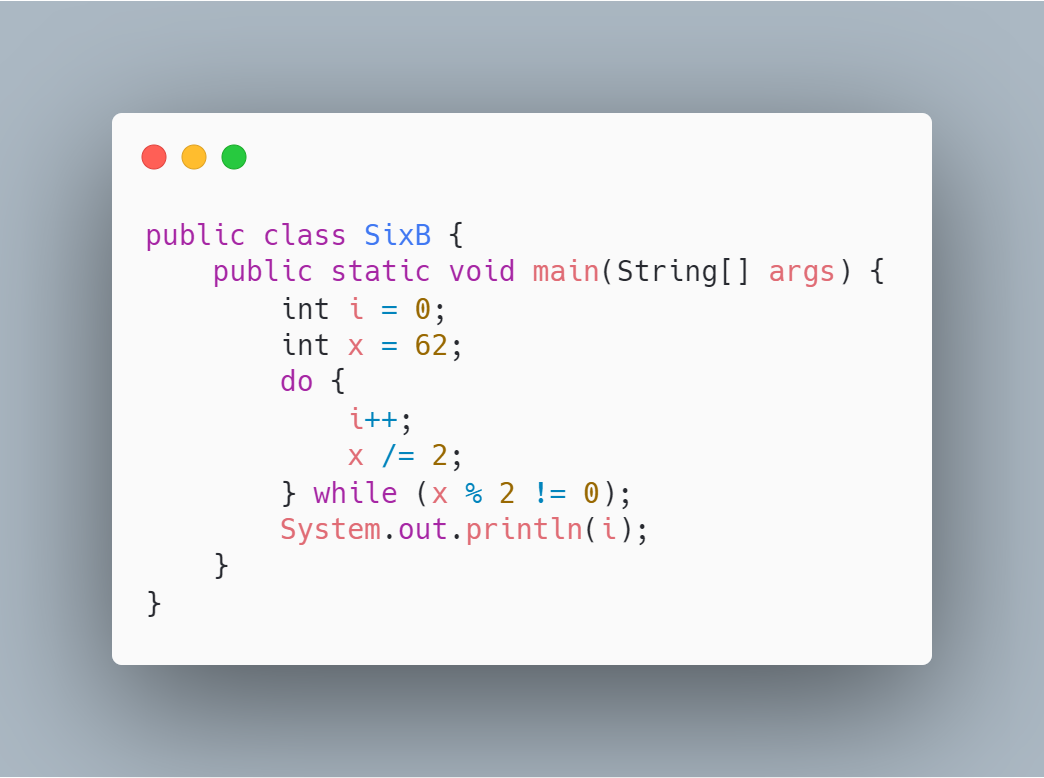 public class SixB {
    public static void main(String[] args) {
        int i = 0;
        int x = 62;
        do {
            i++;
            x /= 2;
        } while (x % 2 != 0);
        System.out.println(i);
    }
}